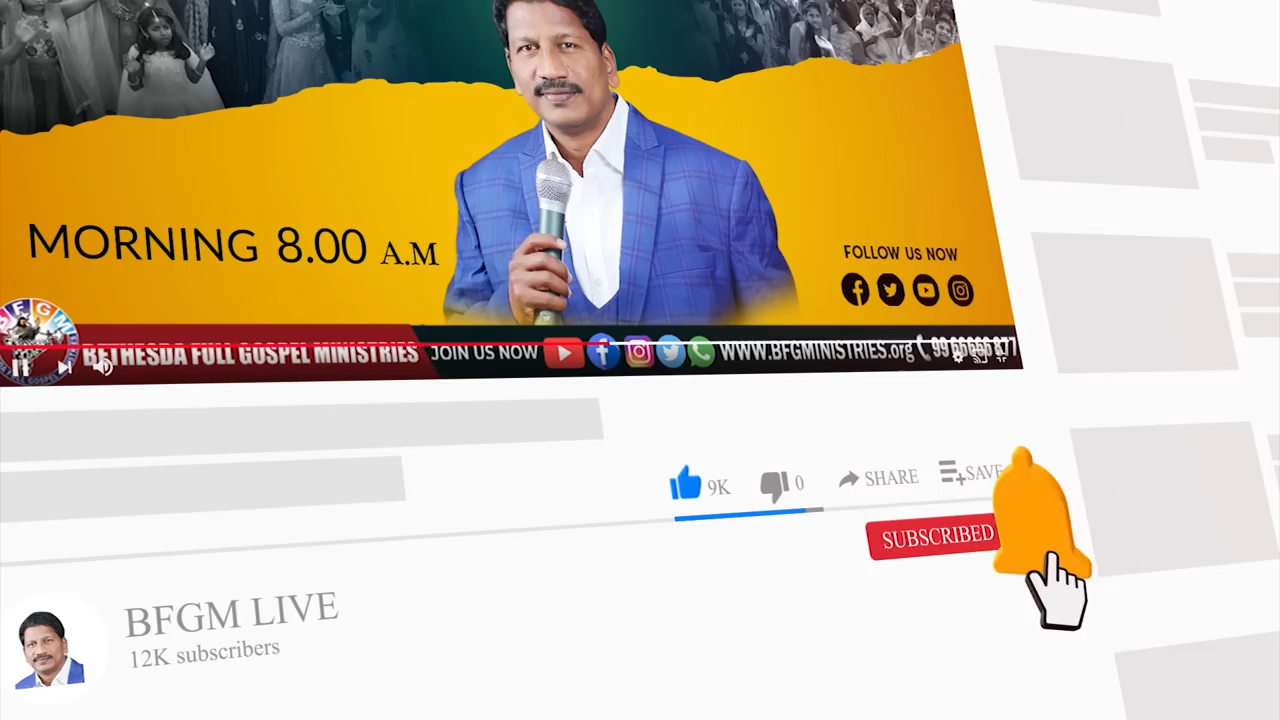 MORNING 8.00 A.M
FOLLOW US NOW
BFGM
BETHESDA FULL GOSPEL MINISTRIES
JOIN US NOW
WWW.BFGMINISTRIES.org
9K
0
SHARE
SAVE
SUBSCRIBED
BFGM LIVE
12K subscribers